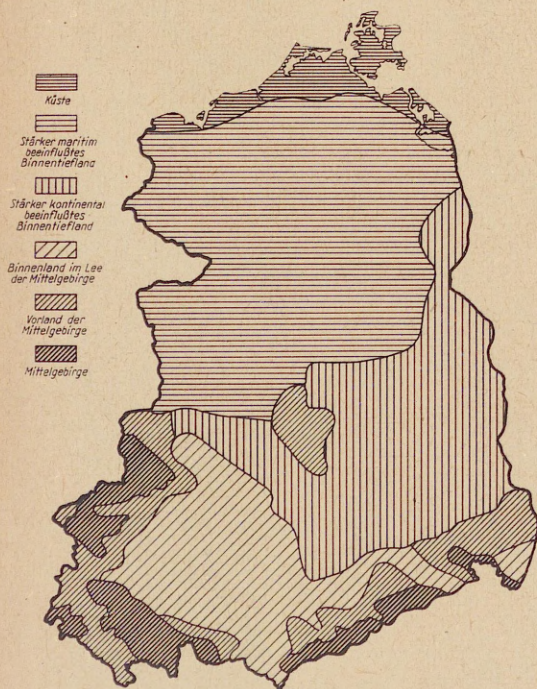 Küste
Stärker maritim
beeinflußtes
Binnentiefland
Stärker kontinental
beeinflußtes
Binnentiefland
Binnenland im Lee
der Mittelgebirge
Vorland der
Mittelgebirge
Mittelgebirge